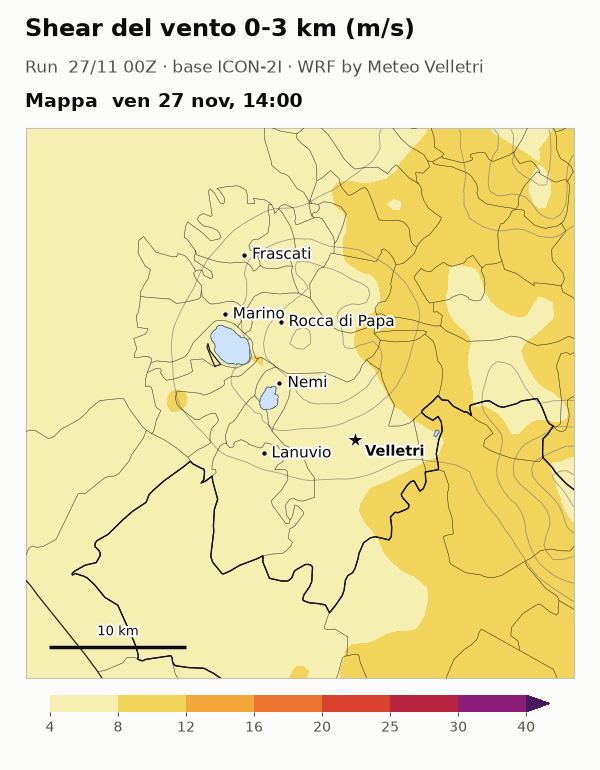 Shear del vento 0-3 km (m/s)
Run  27/11 00Z · base ICON-2I · WRF by Meteo Velletri
Mappa  ven 27 nov, 14:00
Frascati
Marino
Rocca di Papa
Nemi
Velletri
Lanuvio
10 km
4 8 12 16 20 25 30 40